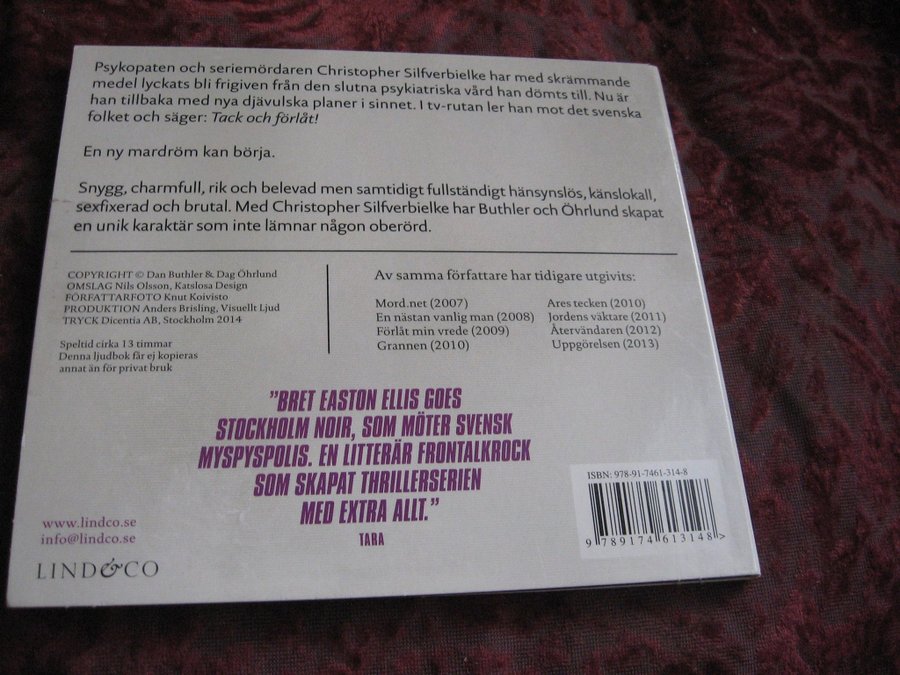 Psykopaten och seriemördaren Christopher Silfverbielke har med skrämmande
medel lyckats bli frigiven från den slutna psykiatriska vård han dömts till. Nu är
han tillbaka med nya djävulska planer i sinnet. I tv-rutan ler han mot det svenska
folket och säger: Tack och förlåt!
En ny mardröm kan börja.
Snygg, charmfull, rik och belevad men samtidigt fullständigt hänsynslös, känslokall,
sexfixerad och brutal. Med Christopher Silfverbielke har Buthler och Öhrlund skapat
en unik karaktär som inte lämnar någon oberörd.
COPYRIGHT © Dan Buthler & Dag Öhrlund
OMSLAG Nils Olsson, Katslosa Design
FÖRFATTARFOTO Knut Koivisto
PRODUKTION Anders Brisling, Visuellt Ljud
TRYCK Dicentia AB, Stockholm 2014
Speltid cirka 13 timmar
Denna ljudbok får ej kopieras
annat än för privat bruk
Av samma författare har tidigare utgivits:
Mord.net (2007)
En nästan vanlig man (2008)
Förlåt min vrede (2009)
Grannen (2010)
Ares tecken (2010)
Jordens väktare (2011)
Återvändaren (2012)
Uppgörelsen (2013)
"BRET EASTON ELLIS GOES
STOCKHOLM NOIR, SOM MÖTER SVENSK
MYSPYSPOLIS. EN LITTERÄR FRONTALKROCK
SOM SKAPAT THRILLERSERIEN
MED EXTRA ALLT."
TARA
www.lindco.se
info@lindco.se
LIND&CO
ISBN: 978-91-7461-314-8
9 789174 613148 >